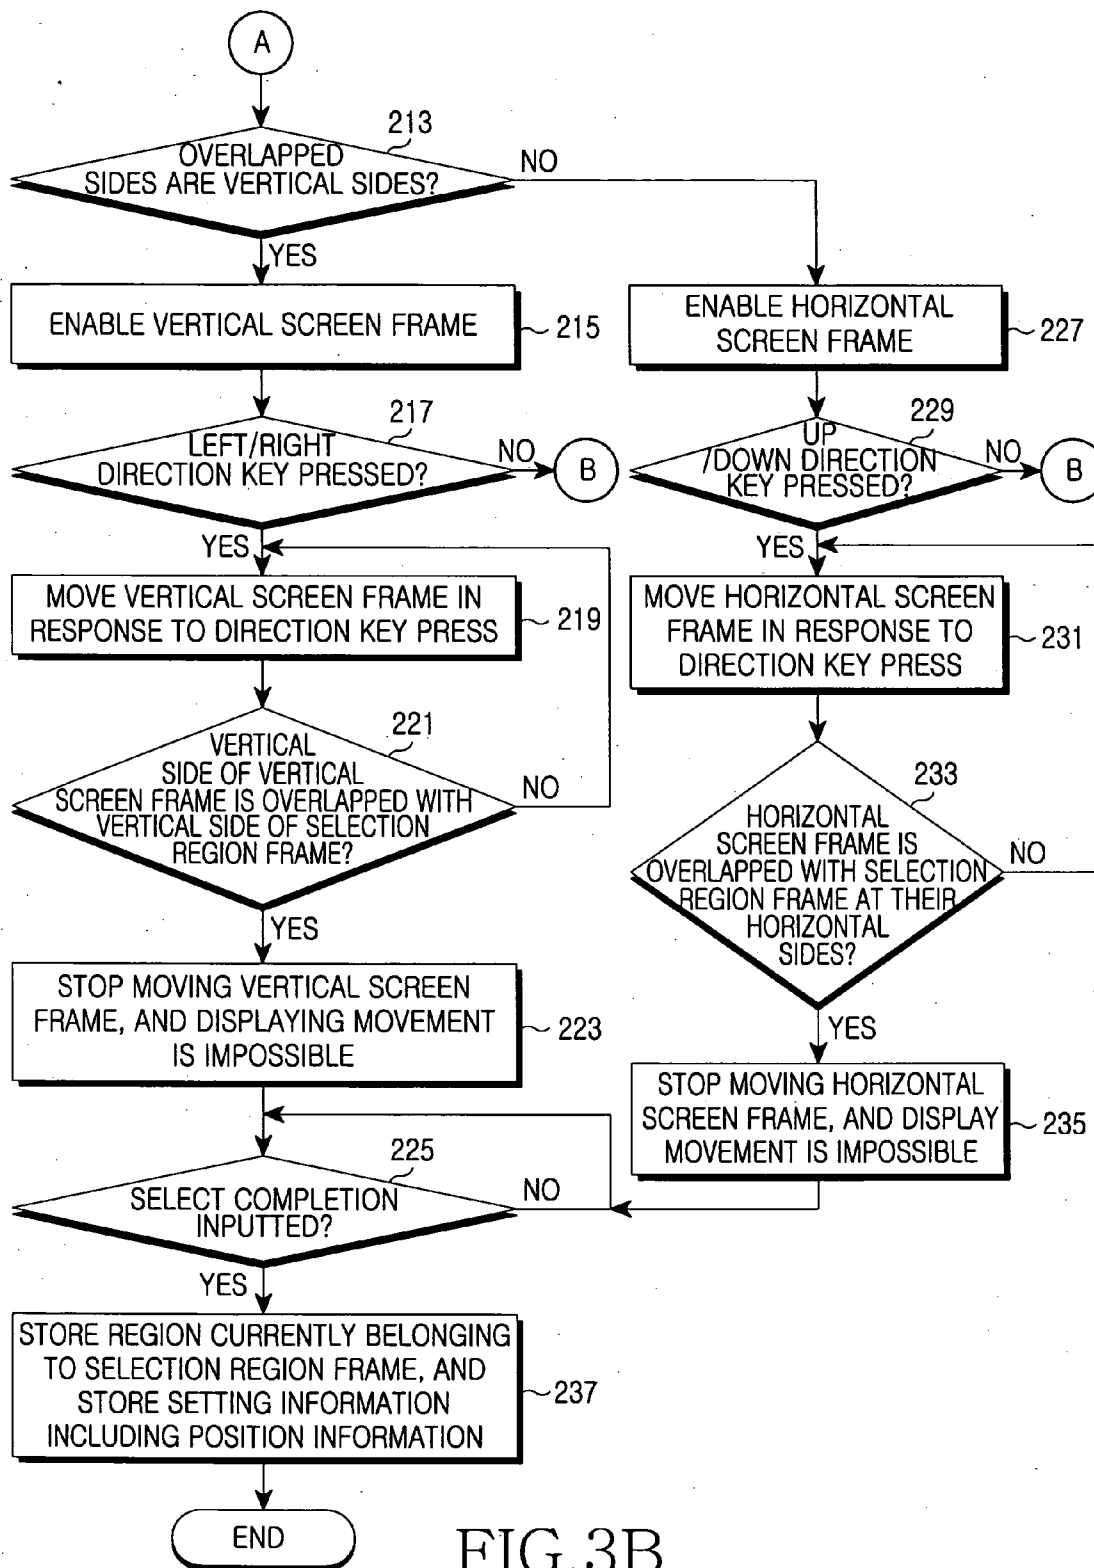 A
213
OVERLAPPED
SIDES ARE VERTICAL SIDES?
NO
YES
ENABLE VERTICAL SCREEN FRAME
215
ENABLE HORIZONTAL
SCREEN FRAME
227
217
LEFT/RIGHT
DIRECTION KEY PRESSED?
NO
B
229
UP
/DOWN DIRECTION
KEY PRESSED?
NO
B
YES
YES
MOVE VERTICAL SCREEN FRAME IN
RESPONSE TO DIRECTION KEY PRESS
219
MOVE HORIZONTAL SCREEN
FRAME IN RESPONSE TO
DIRECTION KEY PRESS
231
221
VERTICAL
SIDE OF VERTICAL
SCREEN FRAME IS OVERLAPPED WITH
VERTICAL SIDE OF SELECTION
REGION FRAME?
NO
233
HORIZONTAL
SCREEN FRAME IS
OVERLAPPED WITH SELECTION
REGION FRAME AT THEIR
HORIZONTAL
SIDES?
NO
YES
STOP MOVING VERTICAL SCREEN
FRAME, AND DISPLAYING MOVEMENT
IS IMPOSSIBLE
223
YES
STOP MOVING HORIZONTAL
SCREEN FRAME, AND DISPLAY
MOVEMENT IS IMPOSSIBLE
235
225
SELECT COMPLETION
INPUTTED?
NO
YES
STORE REGION CURRENTLY BELONGING
TO SELECTION REGION FRAME, AND
STORE SETTING INFORMATION
INCLUDING POSITION INFORMATION
237
END
FIG.3B